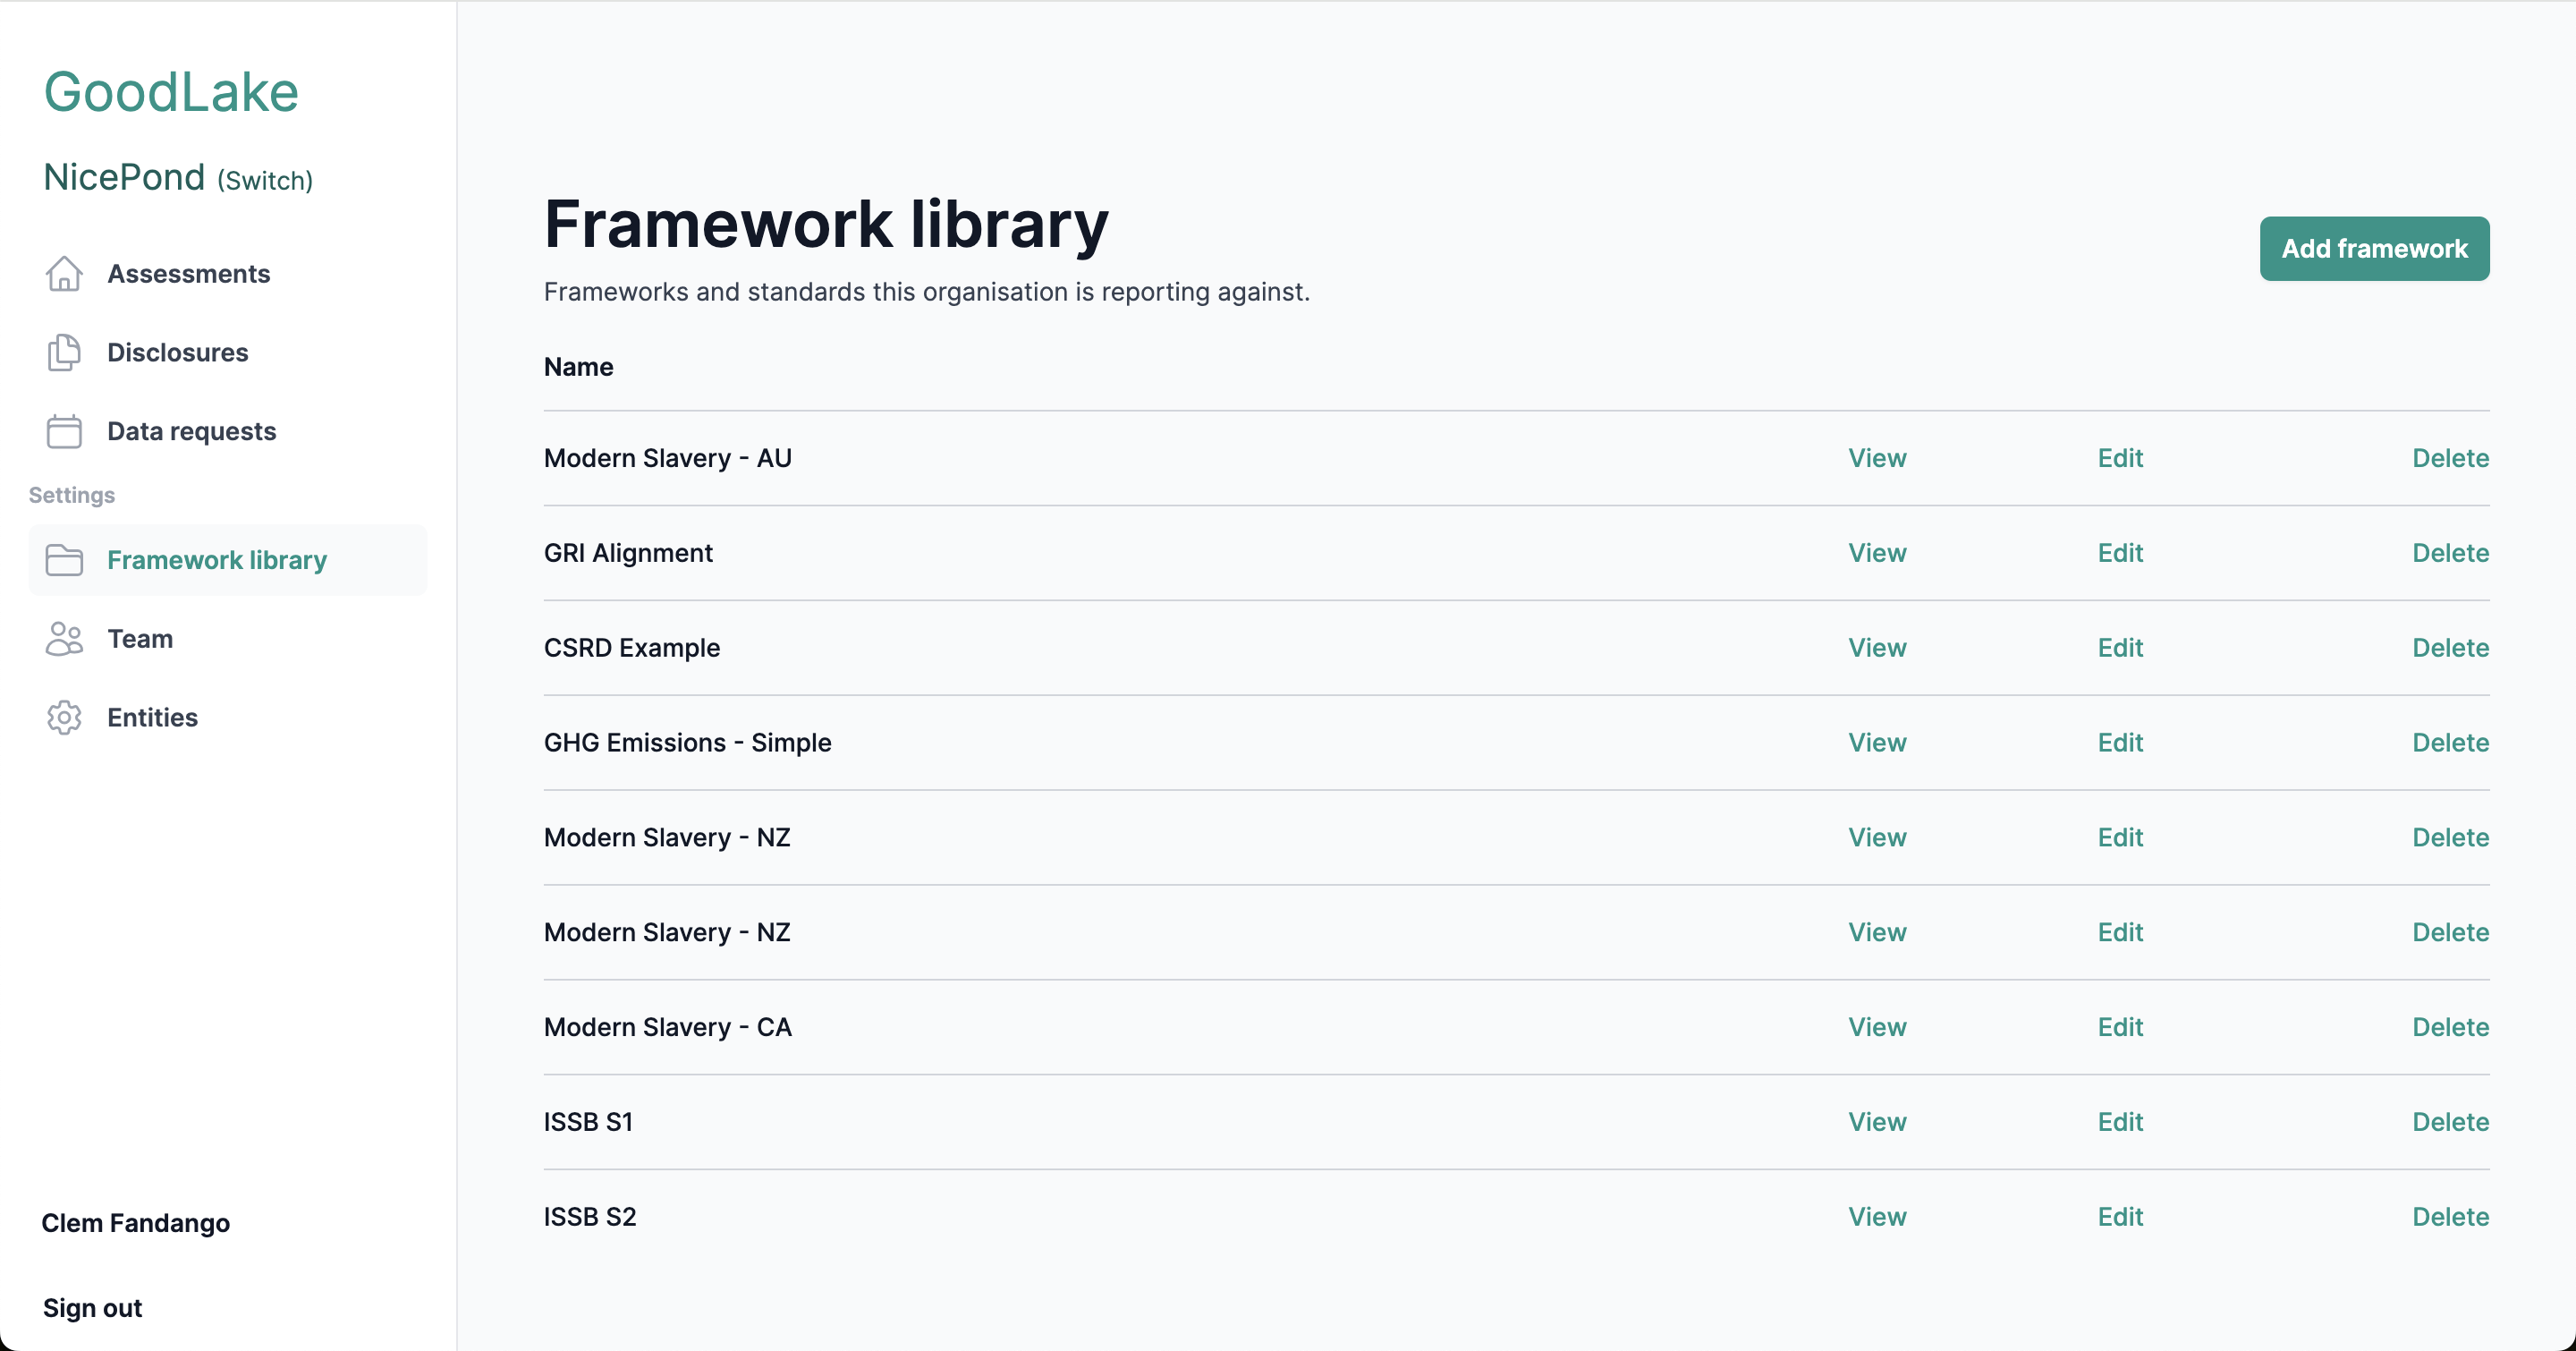 GoodLake
NicePond (Switch)
Assessments
Disclosures
Data requests
Settings
Framework library
Team
Entities
Clem Fandango
Sign out
Framework library
Add framework
Frameworks and standards this organisation is reporting against.
Name
Modern Slavery - AU View Edit Delete
GRI Alignment View Edit Delete
CSRD Example View Edit Delete
GHG Emissions - Simple View Edit Delete
Modern Slavery - NZ View Edit Delete
Modern Slavery - NZ View Edit Delete
Modern Slavery - CA View Edit Delete
ISSB S1 View Edit Delete
ISSB S2 View Edit Delete